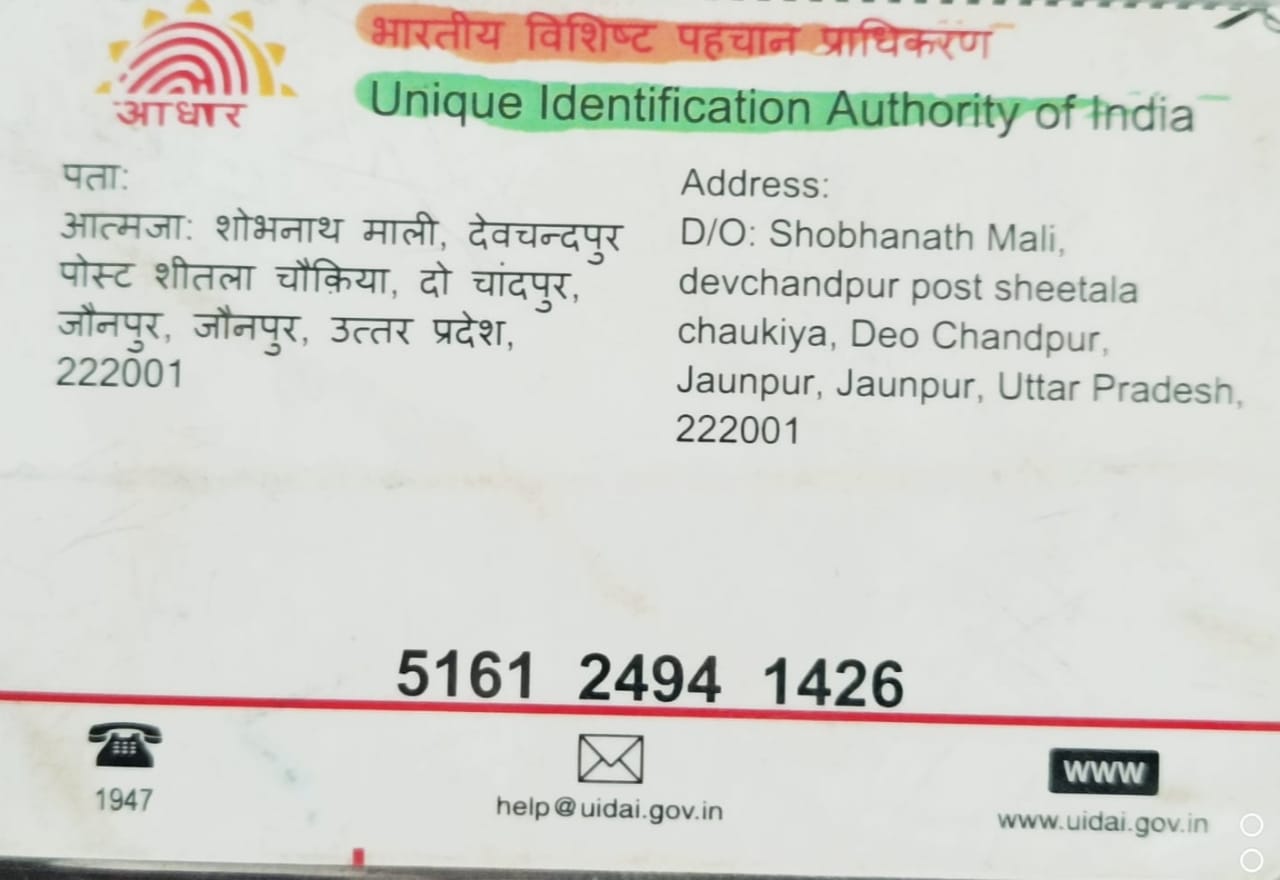 भारतीय विशिष्ट पहचान प्राधिकरण
आधार
Unique Identification Authority of India
पता:
आत्मजा: शोभनाथ माली, देवचन्दपुर
पोस्ट शीतला चौक़िया, दो चांदपुर,
जौनपुर, जौनपुर, उत्तर प्रदेश,
222001
Address:
D/O: Shobhanath Mali,
devchandpur post sheetala
chaukiya, Deo Chandpur,
Jaunpur, Jaunpur, Uttar Pradesh,
222001
5161 2494 1426
1947
help@uidai.gov.in
www
www.uidai.gov.in